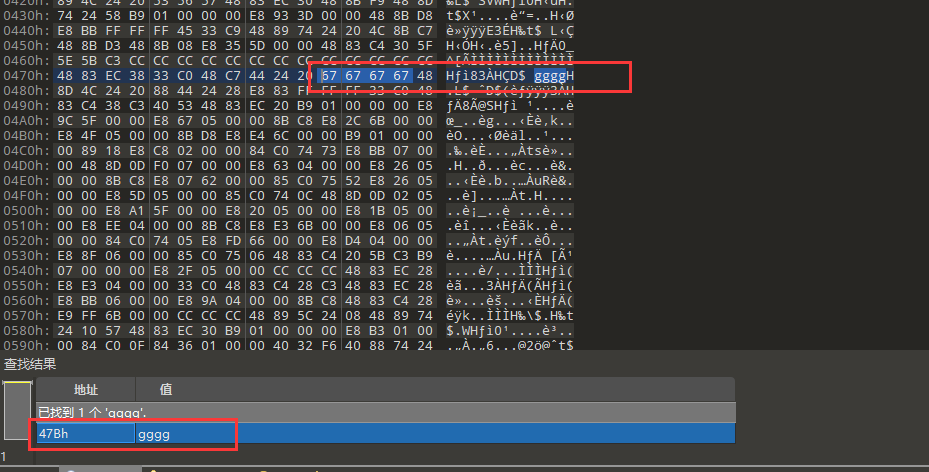 0420h: 89 4C 24 20 53 56 57 48 83 EC 30 48 8B F9 48 8D ‰L$ SVWHƒì0H‹ùH.
0430h: 74 24 58 B9 01 00 00 00 E8 93 3D 00 00 48 8B D8 t$X¹....è“=..H‹Ø
0440h: E8 BB FF FF FF 45 33 C9 48 89 74 24 20 4C 8B C7 è»ÿÿÿE3ÉH‰t$ L‹Ç
0450h: 48 8B D3 48 8B 08 E8 35 5D 00 00 48 83 C4 30 5F H‹ÓH‹.è5]..HƒÄ0_
0460h: 5E 5B C3 CC CC CC CC CC CC CC CC CC CC CC CC CC ^[ÃÌÌÌÌÌÌÌÌÌÌÌÌÌ
0470h: 48 83 EC 38 33 C0 48 C7 44 24 20 67 67 67 67 48 Hƒì83ÀHÇD$ ggggH
0480h: 8D 4C 24 20 88 44 24 28 E8 83 FF FF FF 33 C0 48 .L$ ˆD$(èƒÿÿÿ3ÀH
0490h: 83 C4 38 C3 40 53 48 83 EC 20 B9 01 00 00 00 E8 ƒÄ8Ã@SHƒì ¹....è
04A0h: 9C 5F 00 00 E8 67 05 00 00 8B C8 E8 2C 6B 00 00 œ_..èg...‹Èè,k..
04B0h: E8 4F 05 00 00 8B D8 E8 E4 6C 00 00 00 B9 01 00 èO...‹Øèäl...¹..
04C0h: 00 89 18 E8 C8 02 00 00 84 C0 74 73 E8 BB 07 00 .‰.èÈ...„Àtsè»..
04D0h: 00 48 8D 0D F0 07 00 00 E8 63 04 00 00 E8 26 05 .H..ð...èc...è&.
04E0h: 00 00 8B C8 E8 07 62 00 00 85 C0 75 52 E8 26 05 ..‹Èè.b..…ÀuRè&.
04F0h: 00 00 E8 5D 05 00 00 85 C0 74 0C 48 8D 0D 02 05 ..è]...…Àt.H....
0500h: 00 00 E8 A1 5F 00 00 E8 20 05 00 00 E8 1B 05 00 ..è¡_..è ...è...
0510h: 00 E8 EE 04 00 00 8B C8 E8 E3 6B 00 00 E8 06 05 .èî...‹Èèãk..è..
0520h: 00 00 84 C0 74 05 E8 FD 66 00 00 E8 D4 04 00 00 ..„Àt.èýf..èÔ...
0530h: E8 8F 06 00 00 85 C0 75 06 48 83 C4 20 5B C3 B9 è....…Àu.HƒÄ [Ã¹
0540h: 07 00 00 00 E8 2F 05 00 00 CC CC CC 48 83 EC 28 ....è/...ÌÌÌHƒì(
0550h: E8 E3 04 00 00 33 C0 48 83 C4 28 C3 48 83 EC 28 èã...3ÀHƒÄ(ÃHƒì(
0560h: E8 BB 06 00 00 E8 9A 04 00 00 8B C8 48 83 C4 28 è»...èš...‹ÈHƒÄ(
0570h: E9 FF 6B 00 00 CC CC CC 48 89 5C 24 08 48 89 74 éÿk..ÌÌÌH‰\$.H‰t
0580h: 24 10 57 48 83 EC 30 B9 01 00 00 00 E8 B3 01 00 $.WHƒì0¹....è³..
0590h: 00 84 C0 0F 84 36 01 00 00 40 32 F6 40 88 74 24 .„À.„6...@2ö@ˆt$
查找结果
地址 值
已找到 1 个 'gggg'.
47Bh gggg
1